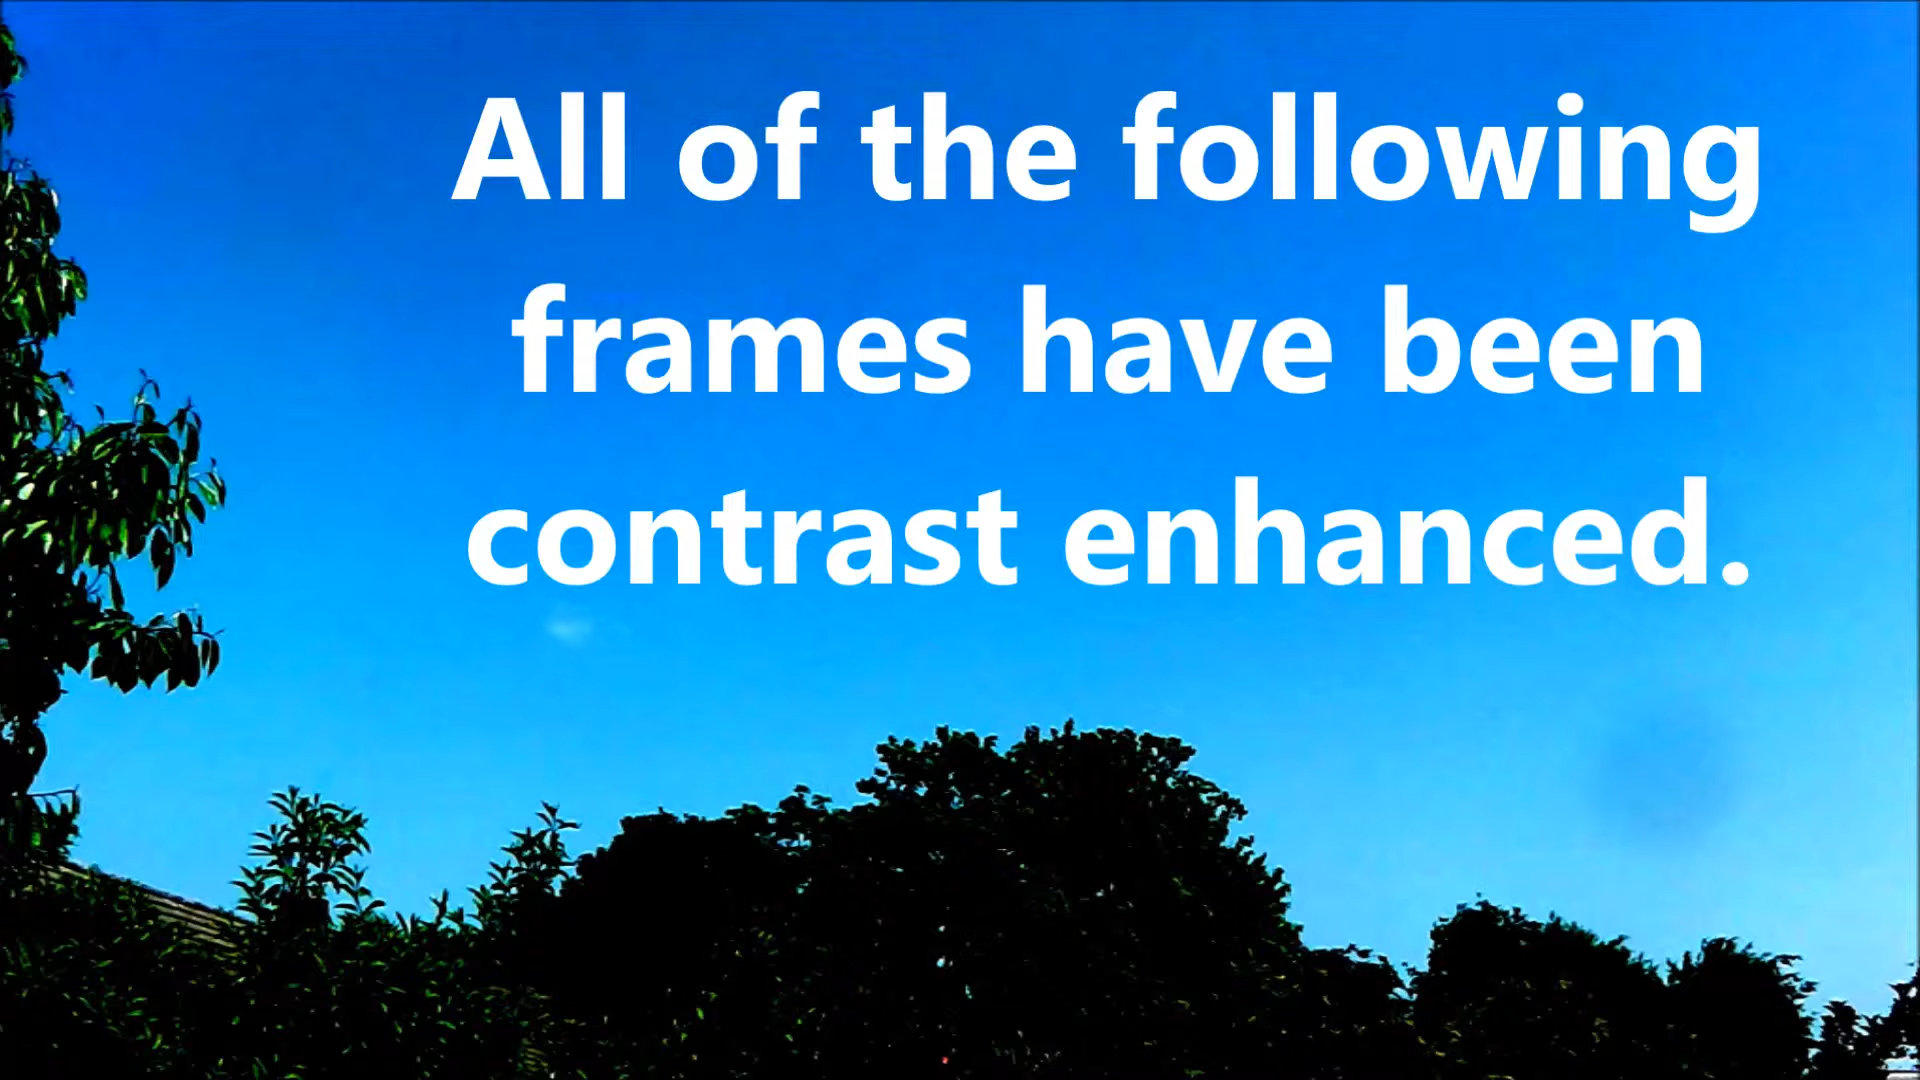 All of the following
frames have been
contrast enhanced.